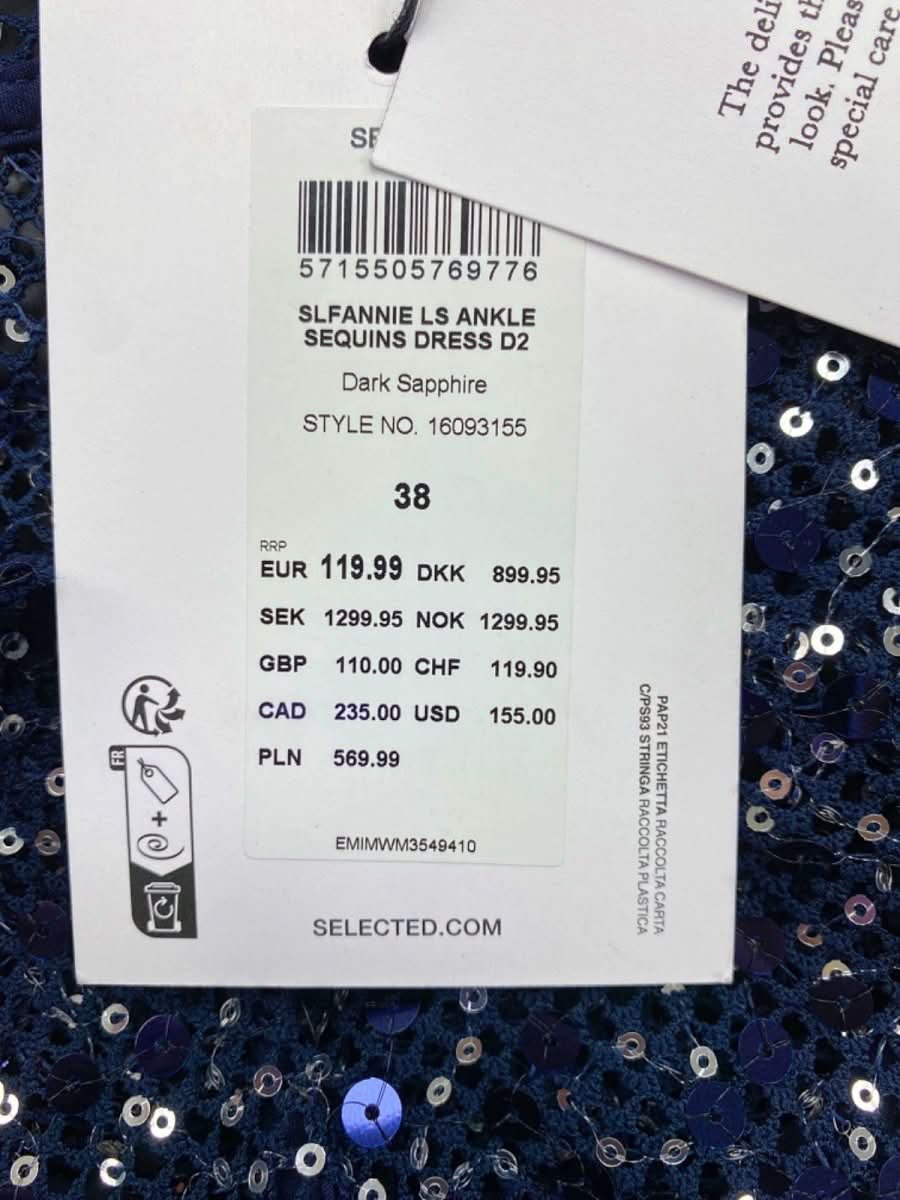 The deli
provides th
look. Pleas
special care
SE
5715505769776
SLFANNIE LS ANKLE
SEQUINS DRESS D2
Dark Sapphire
STYLE NO. 16093155
38
RRP
EUR 119.99 DKK 899.95
SEK 1299.95 NOK 1299.95
GBP 110.00 CHF 119.90
CAD 235.00 USD 155.00
PLN 569.99
EMIMWM3549410
FR
+
SELECTED.COM
PAP21 ETICHETTA RACCOLTA CARTA
C/PS93 STRINGA RACCOLTA PLASTICA